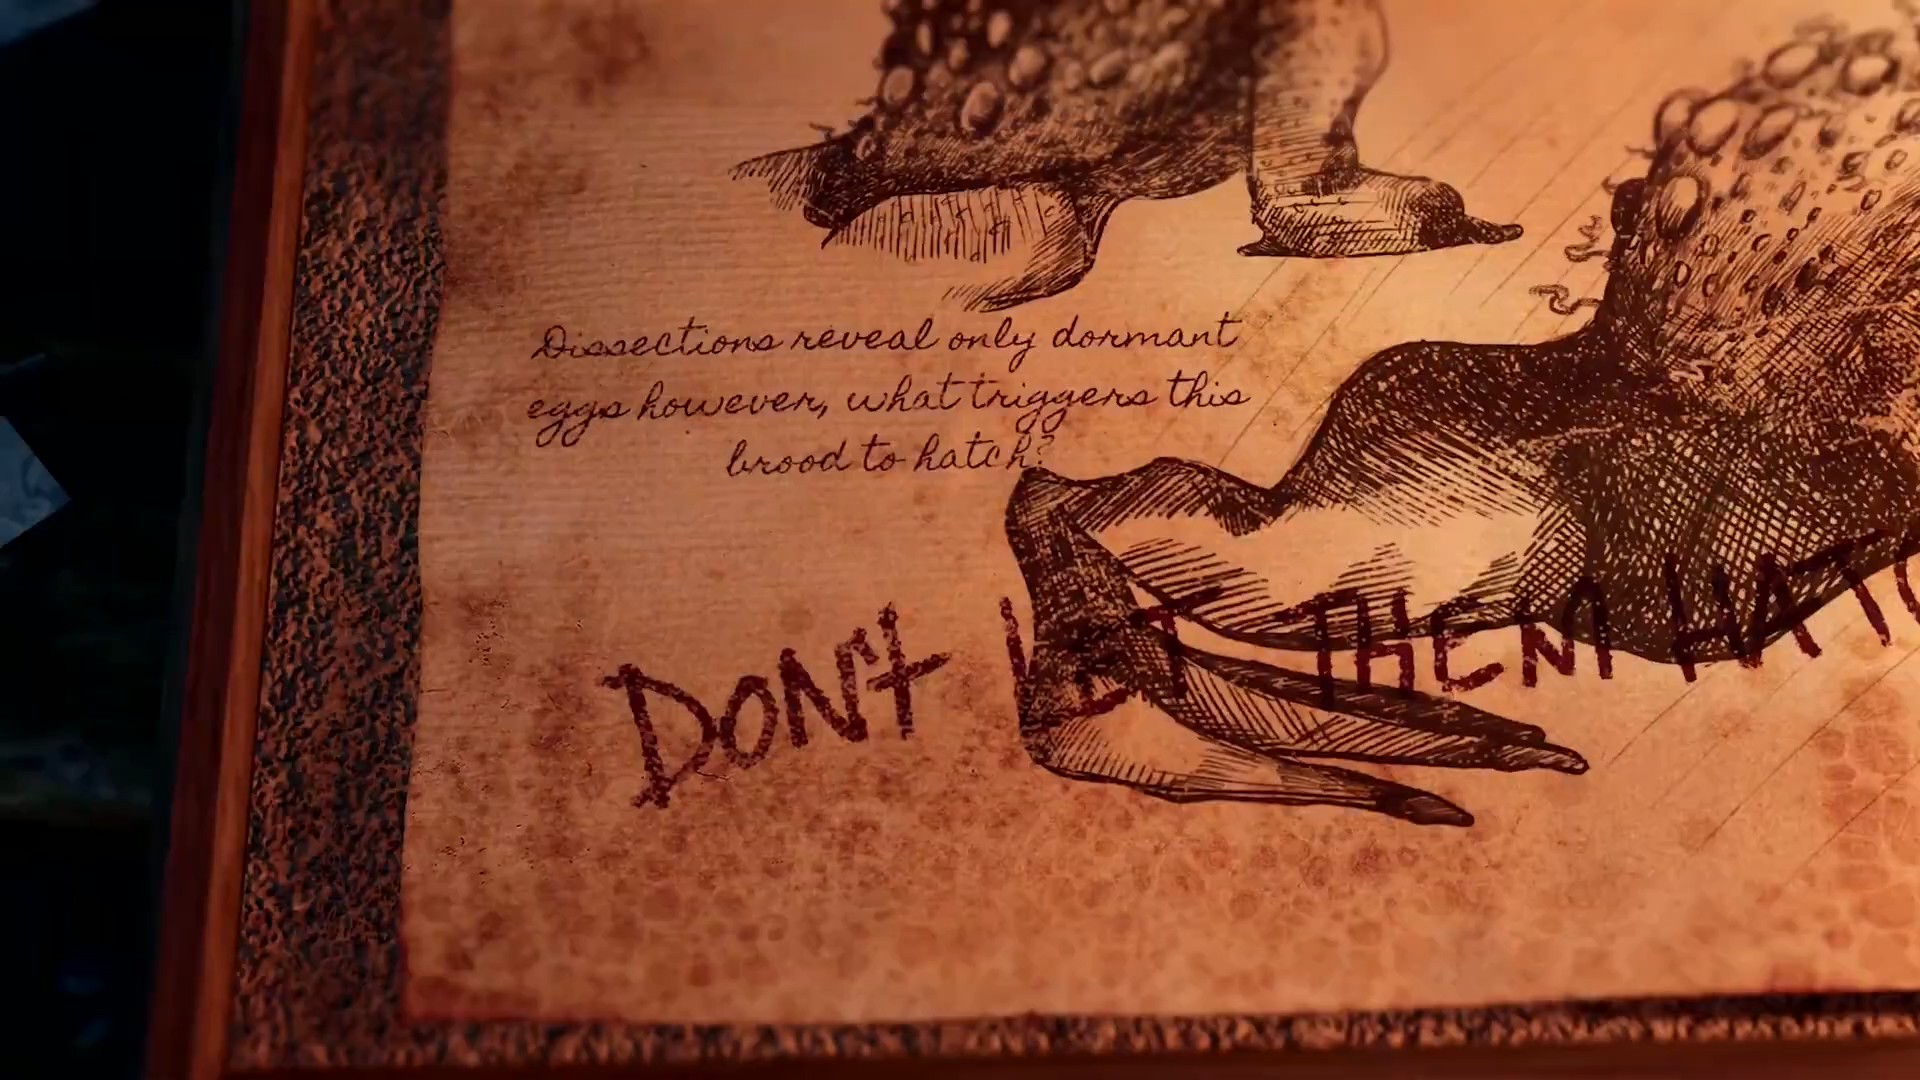 Dissections reveal only dormant
eggs however, what triggers this
brood to hatch?
DON'T LET THEM HATC